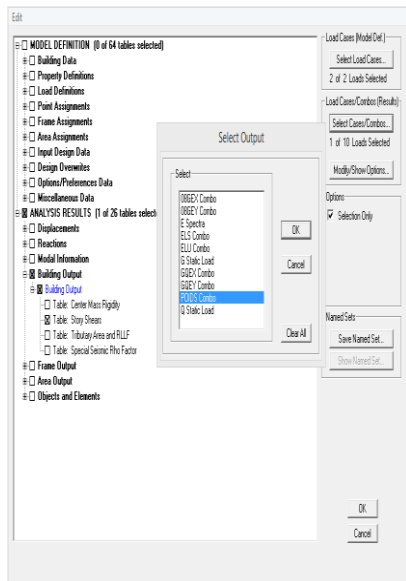 Edit
MODEL DEFINITION (0 of 64 tables selected)
Building Data
Property Definitions
Load Definitions
Point Assignments
Frame Assignments
Area Assignments
Input Design Data
Design Overwrites
Options/Preferences Data
Miscellaneous Data
ANALYSIS RESULTS (1 of 26 tables select
Displacements
Reactions
Modal Information
Building Output
Building Output
Table: Center Mass Rigidity
Table: Story Shears
Table: Tributary Area and RLLF
Table: Special Seismic Rho Factor
Frame Output
Area Output
Objects and Elements
Select Output
Select
08GEX Combo
08GEY Combo
E Spectra
ELS Combo
ELU Combo
G Static Load
GQEX Combo
GQEY Combo
POIDS Combo
Q Static Load
OK
Cancel
Clear All
Load Cases (Model Def.)
Select Load Cases...
2 of 2 Loads Selected
Load Cases/Combos (Results)
Select Cases/Combos...
1 of 10 Loads Selected
Modify/Show Options...
Options
Selection Only
Named Sets
Save Named Set...
Show Named Set...
OK
Cancel